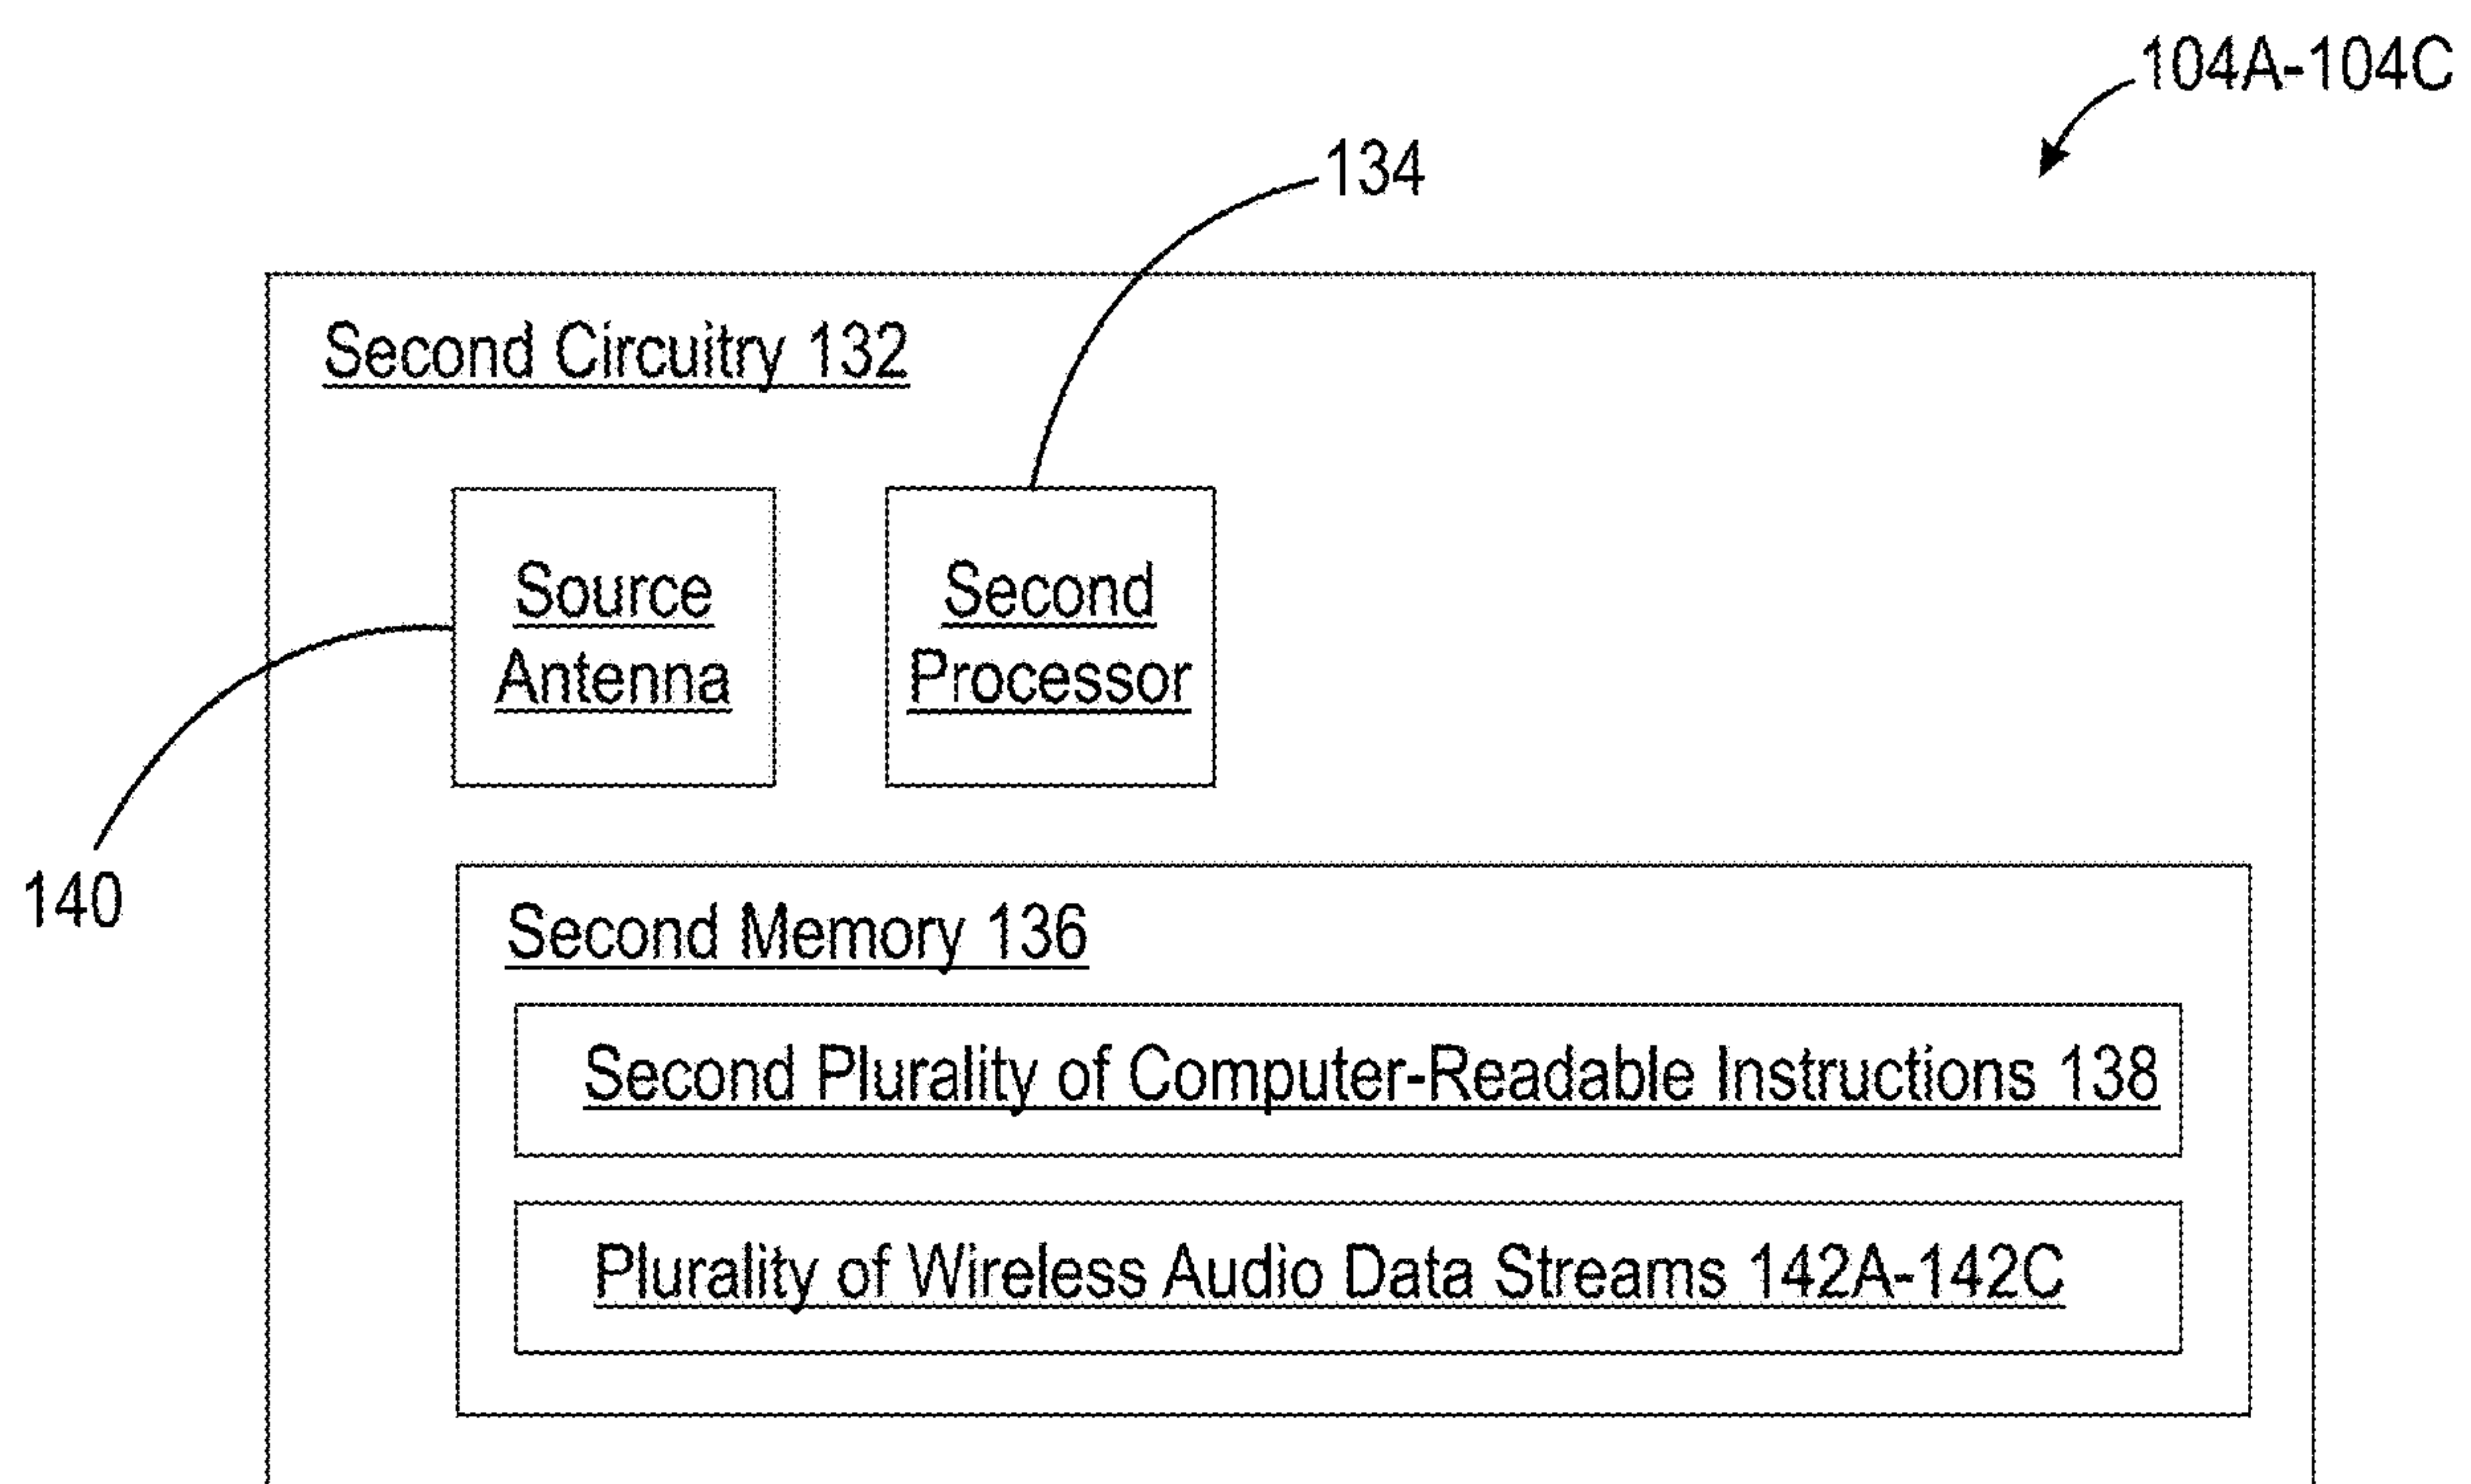 104A-104C
134
Second Circuitry 132
Source
Antenna
Second
Processor
140
Second Memory 136
Second Plurality of Computer-Readable Instructions 138
Plurality of Wireless Audio Data Streams 142A-142C